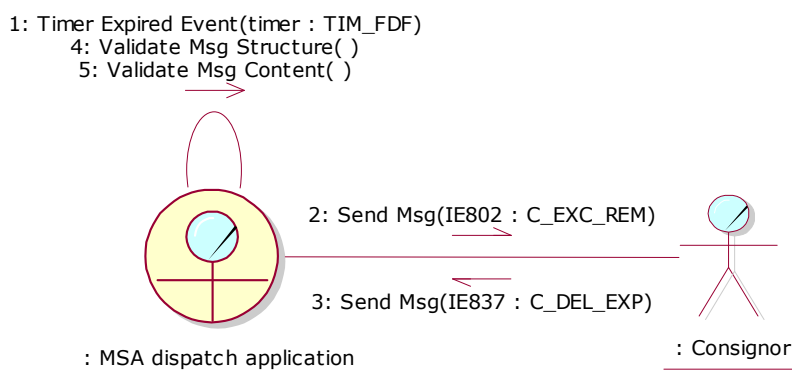 1: Timer Expired Event(timer : TIM_FDF)
4: Validate Msg Structure( )
5: Validate Msg Content( )
2: Send Msg(IE802 : C_EXC_REM)
3: Send Msg(IE837 : C_DEL_EXP)
: MSA dispatch application
: Consignor